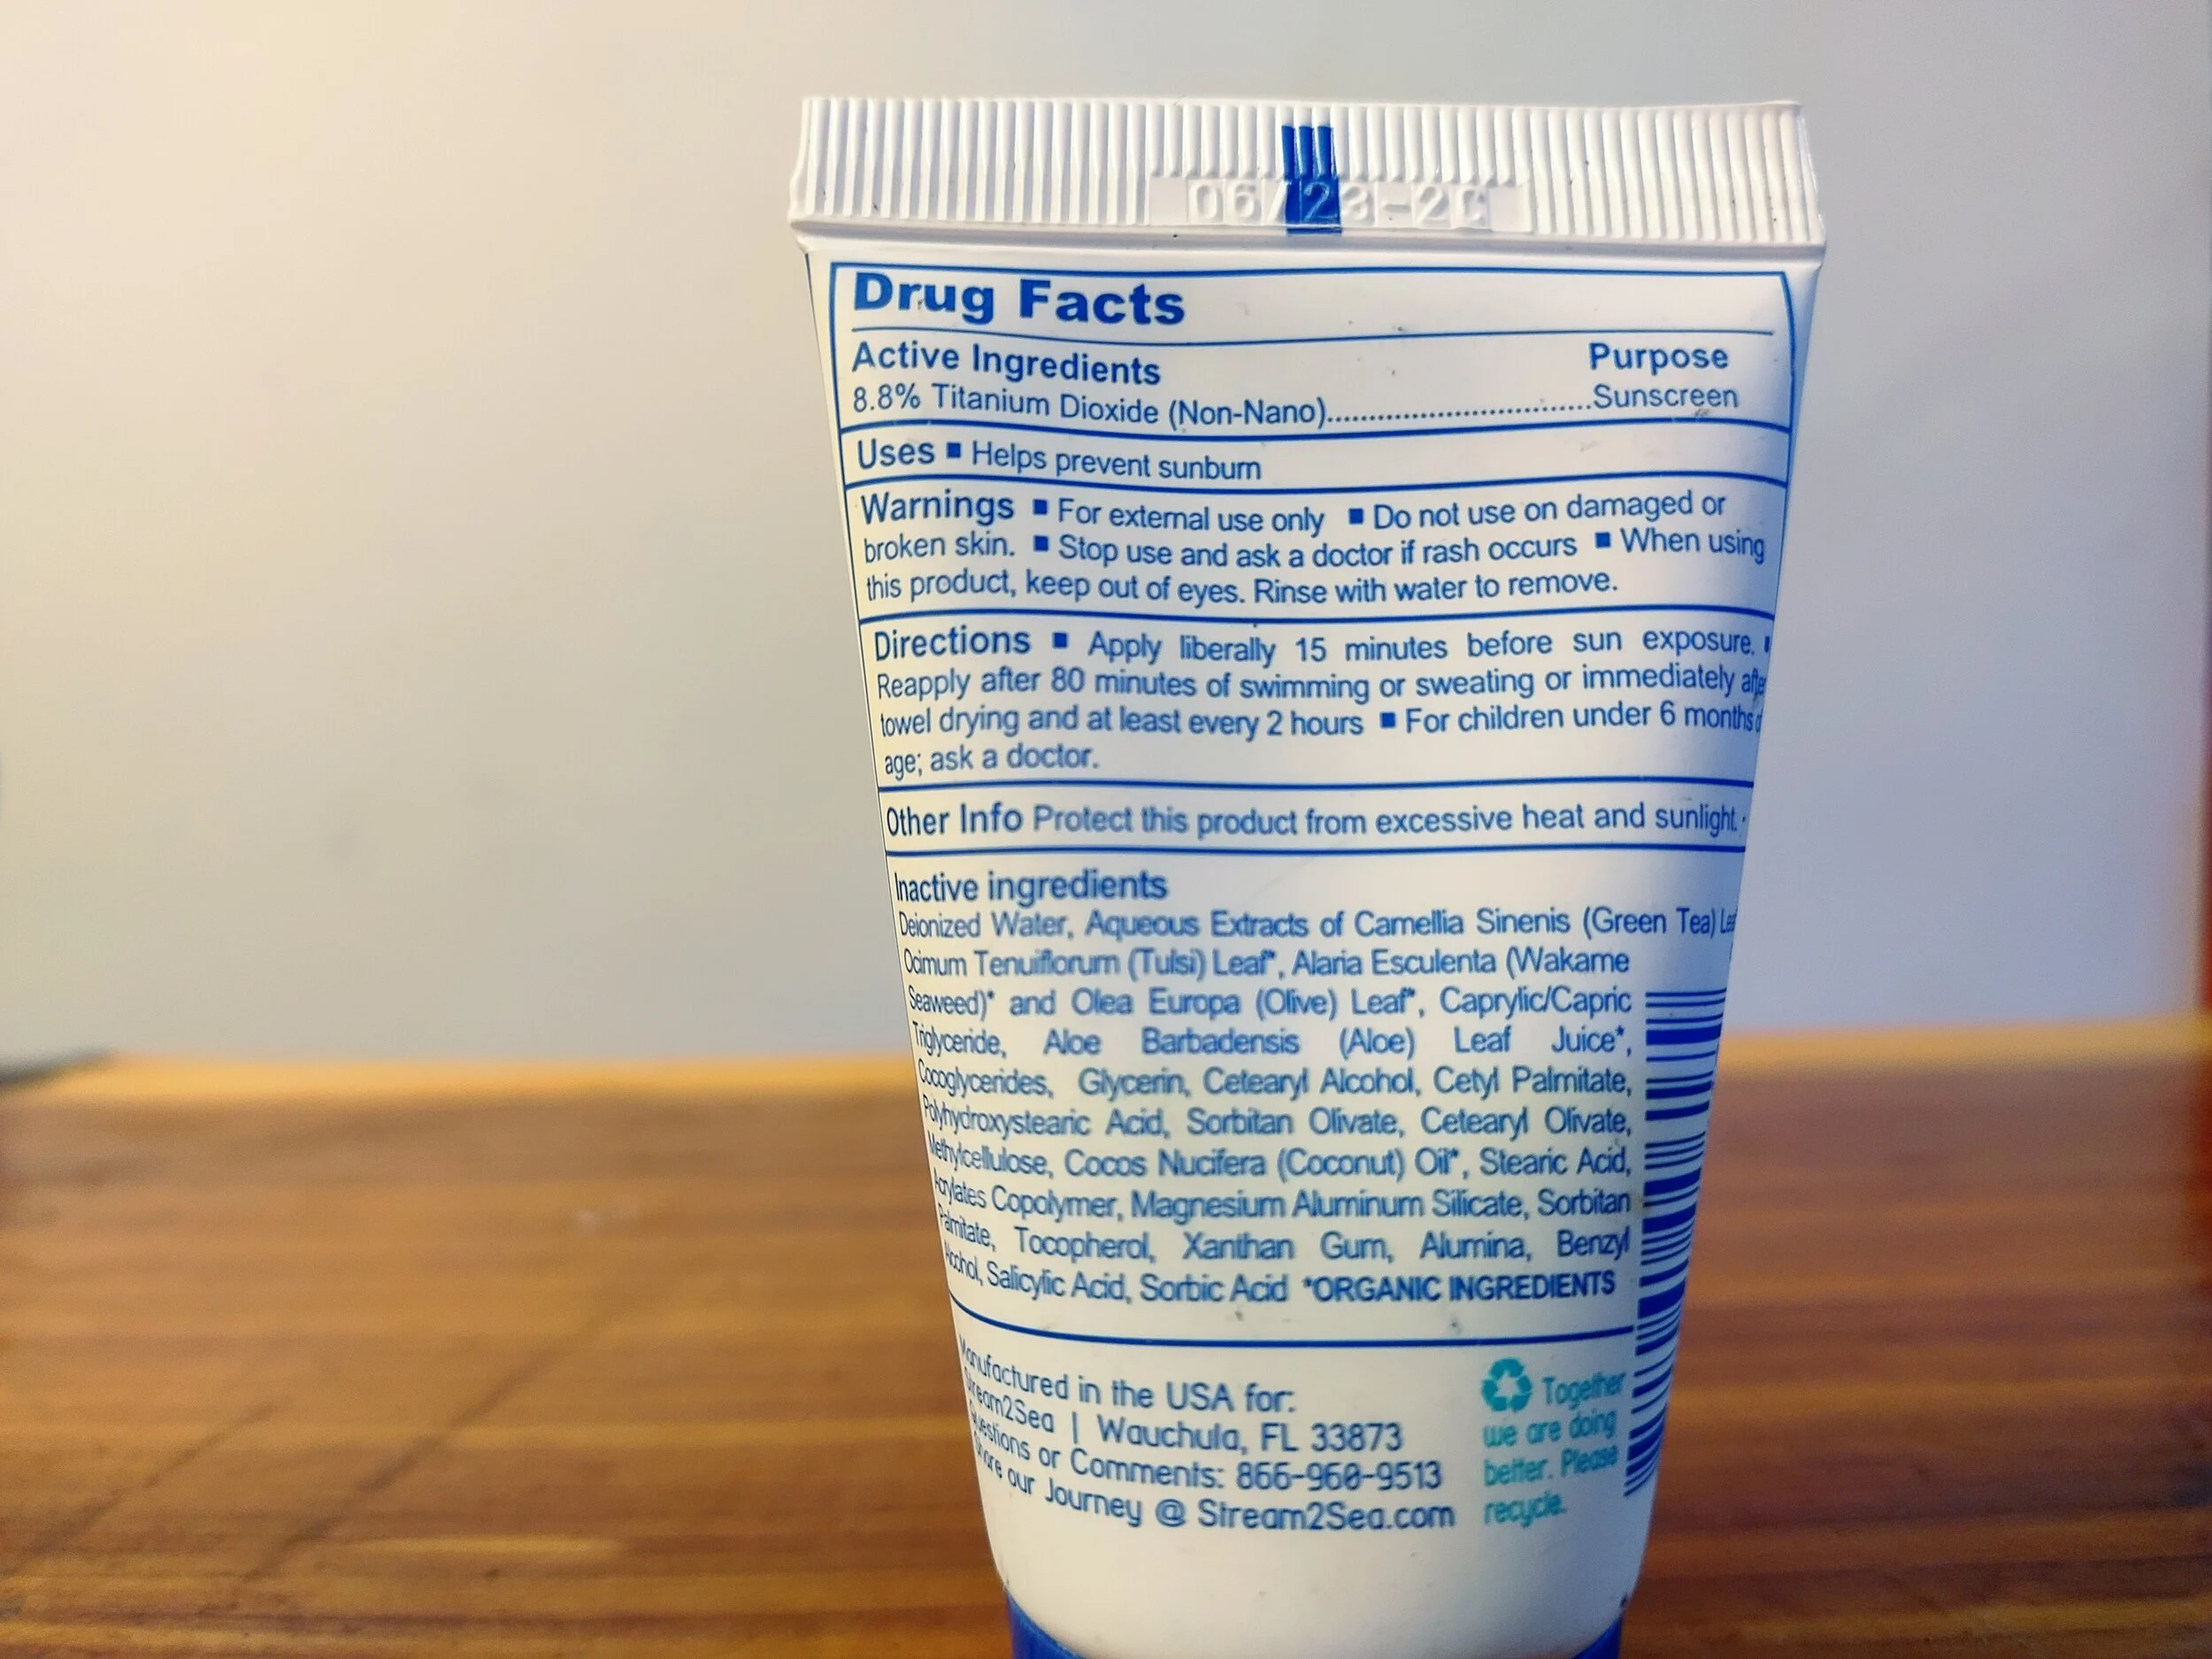 06/23-2C
Drug Facts
Active Ingredients Purpose
8.8% Titanium Dioxide (Non-Nano)................................Sunscreen
Uses ▪ Helps prevent sunburn
Warnings ▪ For external use only ▪ Do not use on damaged or
broken skin. ▪ Stop use and ask a doctor if rash occurs ▪ When using
this product, keep out of eyes. Rinse with water to remove.
Directions ▪ Apply liberally 15 minutes before sun exposure. ▪
Reapply after 80 minutes of swimming or sweating or immediately
towel drying and at least every 2 hours ▪ For children under 6 months
age; ask a doctor.
Other Info Protect this product from excessive heat and sunlight.
Inactive ingredients
Deionized Water, Aqueous Extracts of Camellia Sinenis (Green Tea)
Ocimum Tenuiflorum (Tulsi) Leaf*, Alaria Esculenta (Wakame
Seaweed)* and Olea Europa (Olive) Leaf*, Caprylic/Capric
Triglyceride, Aloe Barbadensis (Aloe) Leaf Juice*,
Cocoglycerides, Glycerin, Cetearyl Alcohol, Cetyl Palmitate,
Polyhydroxystearic Acid, Sorbitan Olivate, Cetearyl Olivate,
Methylcellulose, Cocos Nucifera (Coconut) Oil*, Stearic Acid,
Acrylates Copolymer, Magnesium Aluminum Silicate, Sorbitan
Palmitate, Tocopherol, Xanthan Gum, Alumina, Benzyl
Alcohol, Salicylic Acid, Sorbic Acid *ORGANIC INGREDIENTS
Manufactured in the USA for:
Stream2Sea | Wauchula, FL 33873
Questions or Comments: 866-960-9513
Share our Journey @ Stream2Sea.com
Together
we are doing
better. Please
recycle.